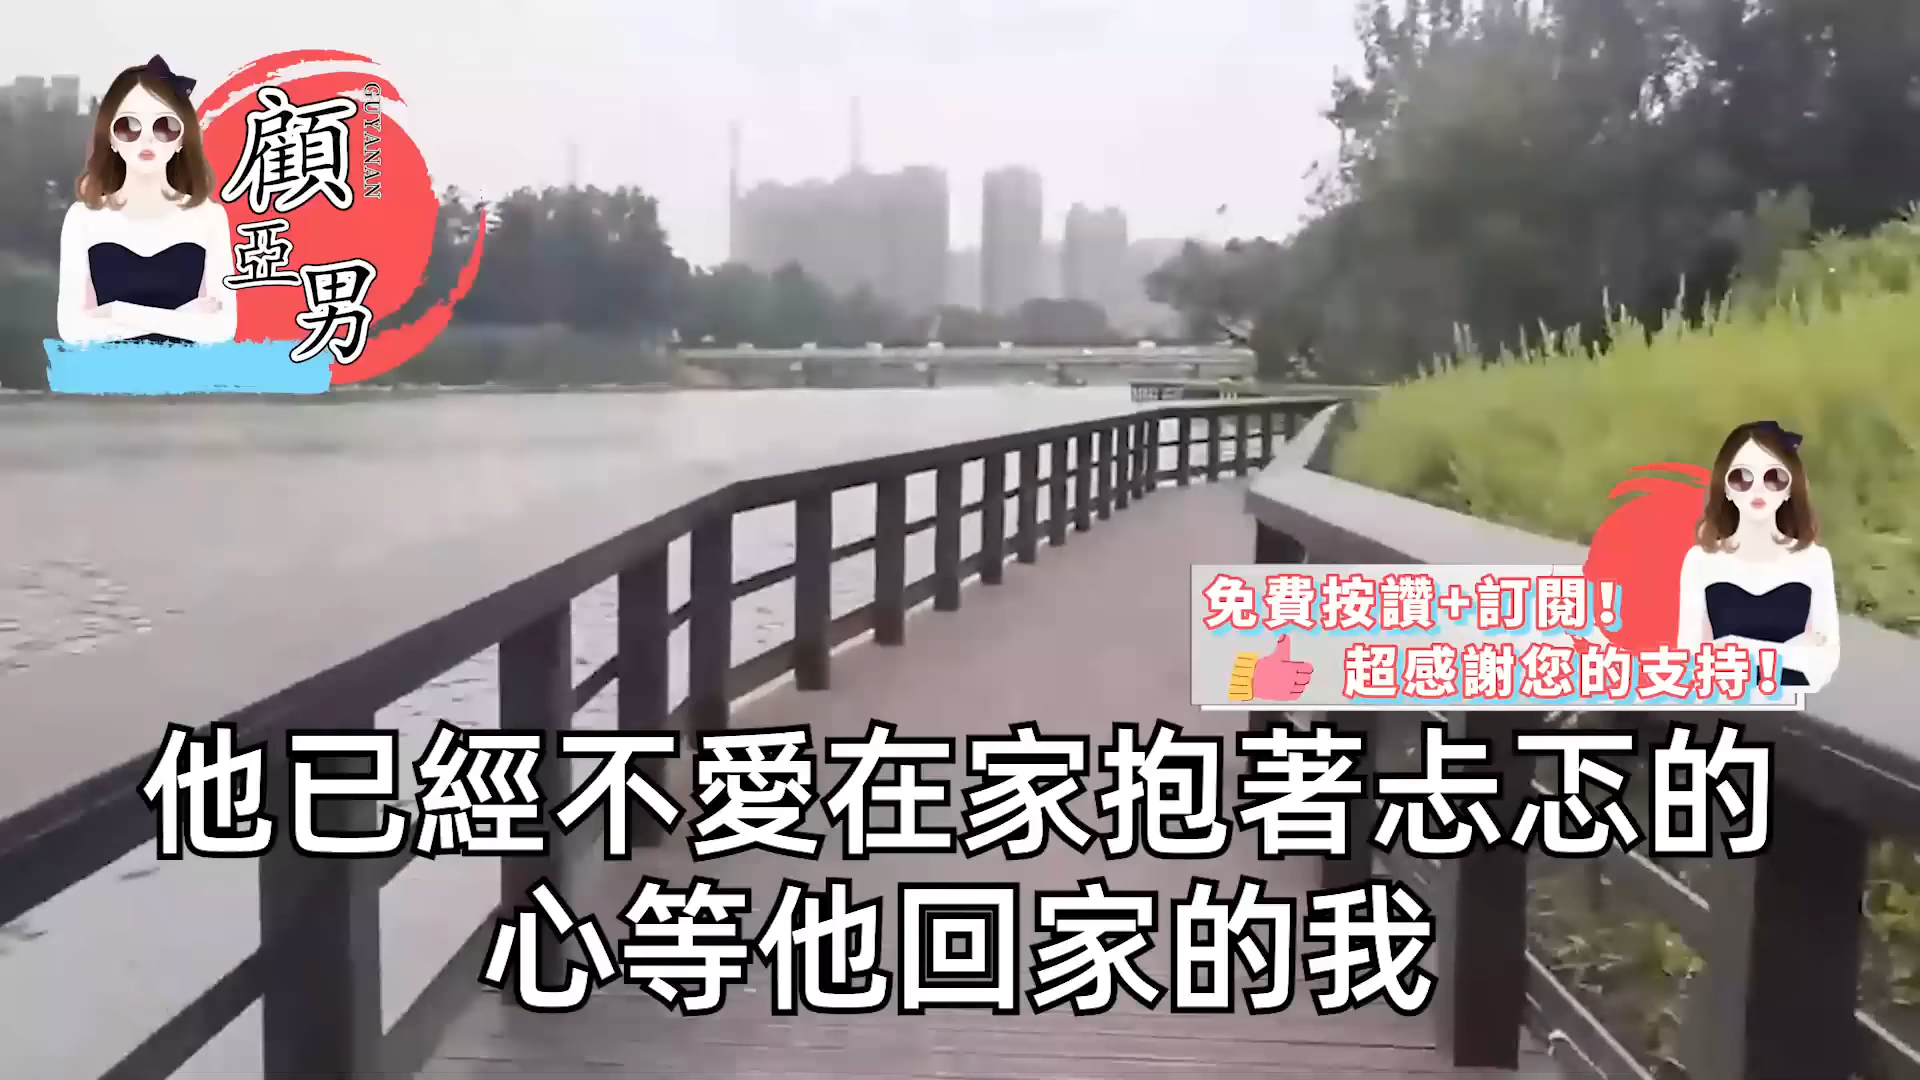 顧亞男
GUYANAN
免費按讚+訂閱!
超感謝您的支持!
他已經不愛在家抱著忐忑的
心等他回家的我